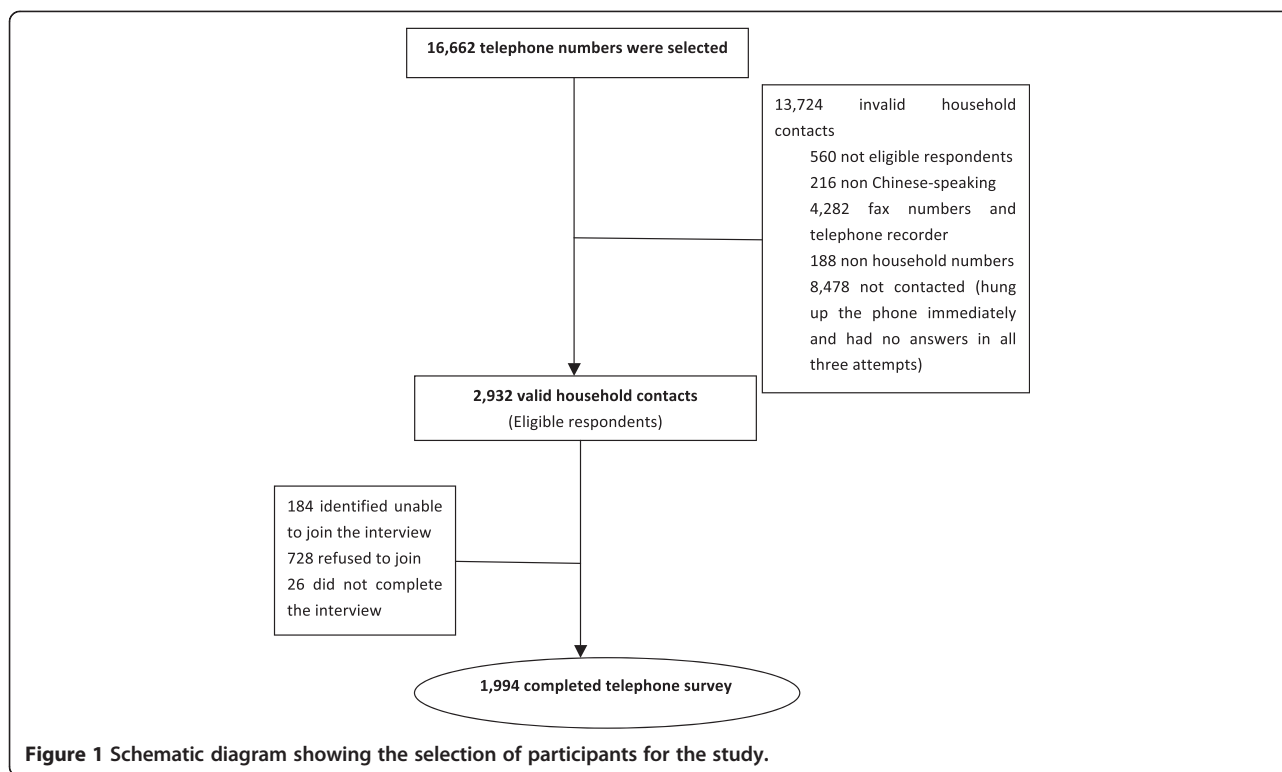 16,662 telephone numbers were selected
13,724 invalid household
contacts
560 not eligible respondents
216 non Chinese-speaking
4,282 fax numbers and
telephone recorder
188 non household numbers
8,478 not contacted (hung
up the phone immediately
and had no answers in all
three attempts)
2,932 valid household contacts
(Eligible respondents)
184 identified unable
to join the interview
728 refused to join
26 did not complete
the interview
1,994 completed telephone survey
Figure 1 Schematic diagram showing the selection of participants for the study.